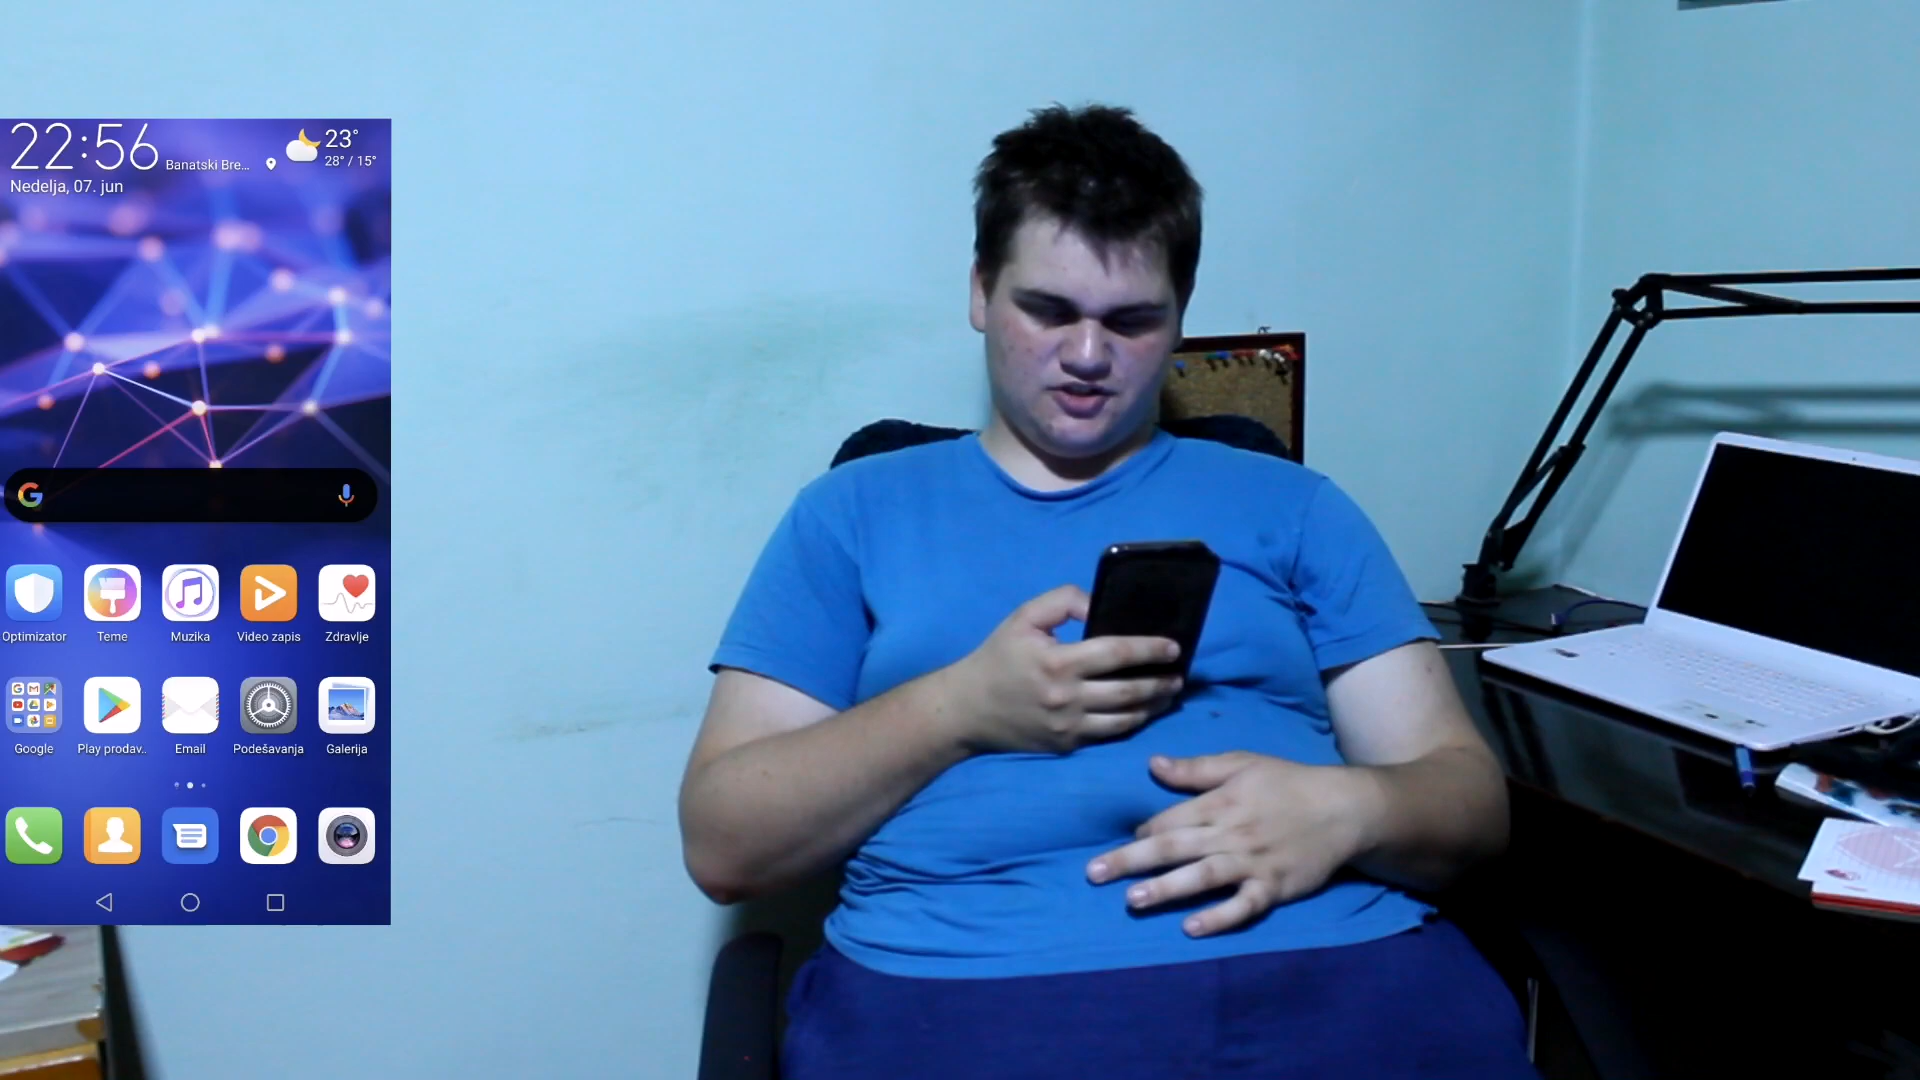 22:56
Banatski Bre...
23°
28° / 15°
Nedelja, 07. jun
Optimizator
Teme
Muzika
Video zapis
Zdravlje
Google
Play prodav..
Email
Podešavanja
Galerija